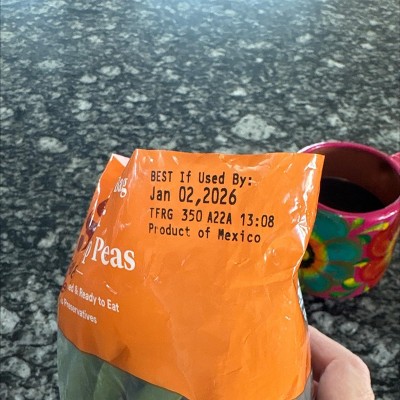 BEST If Used By:
Jan 02,2026
TFRG 350 A22A 13:08
Product of Mexico
Bag
Peas
& Ready to Eat
Preservatives